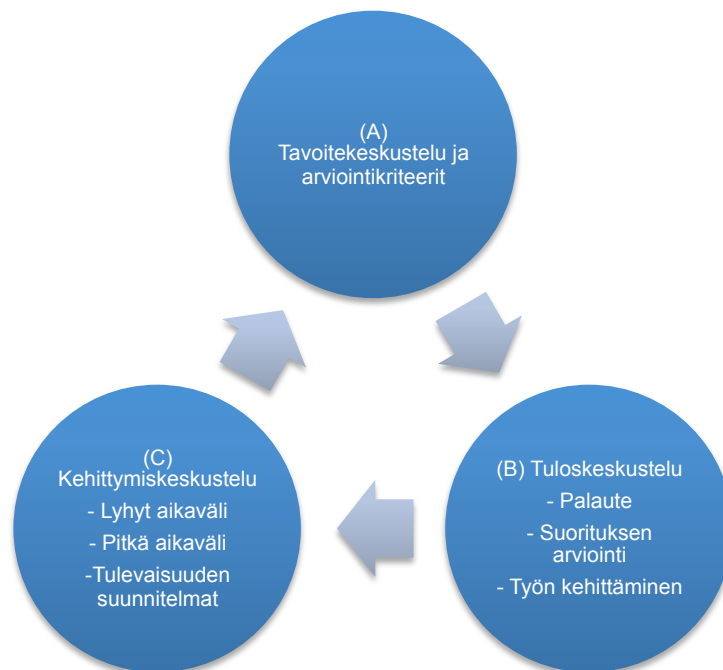 (A)
Tavoitekeskustelu ja
arviointikriteerit
(B) Tuloskeskustelu
- Palaute
- Suorituksen
arviointi
- Työn kehittäminen
(C)
Kehittymiskeskustelu
- Lyhyt aikaväli
- Pitkä aikaväli
-Tulevaisuuden
suunnitelmat